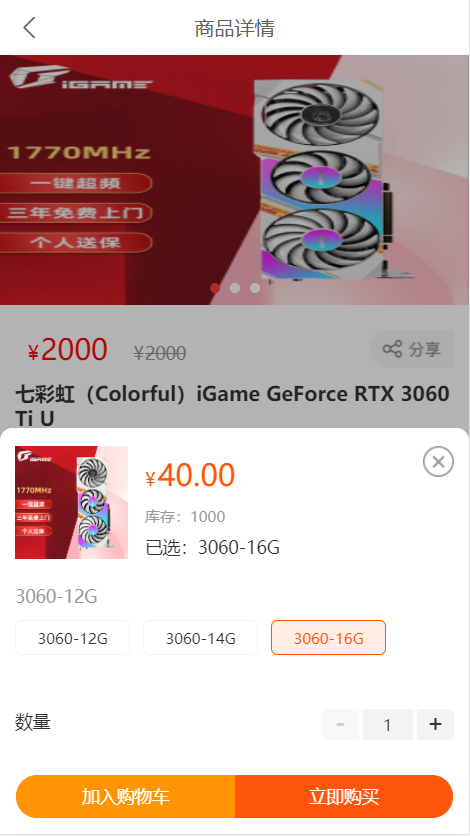 商品详情
iGAME
1770MHz
一键超频
三年免费上门
个人送保
¥2000 ¥2000
分享
七彩虹（Colorful）iGame GeForce RTX 3060
Ti U
iGAME
1770MHz
一键超频
三年免费上门
个人送保
¥40.00
库存：1000
已选：3060-16G
3060-12G
3060-12G 3060-14G 3060-16G
数量
- 1 +
加入购物车 立即购买